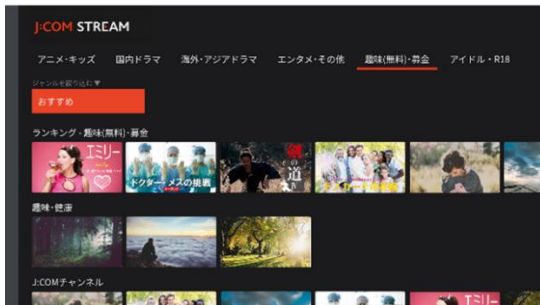 J:COM STREAM
アニメ・キッズ 国内ドラマ 海外・アジアドラマ エンタメ・その他 趣味(無料)・募金 アイドル・R18
ジャンルを絞り込む▼
おすすめ
ランキング - 趣味(無料)・募金
エミリー
ドクター・メスの挑戦
剣の道
趣味・健康
J:COMチャンネル
エミリー